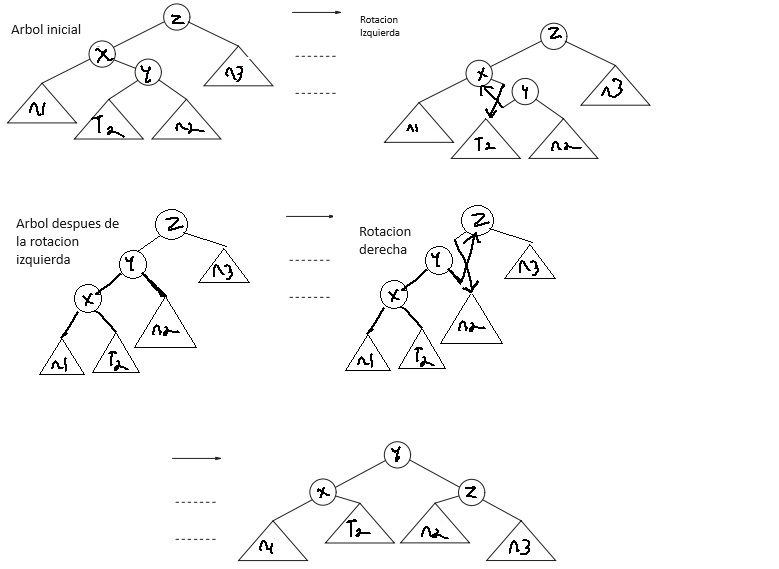 Arbol inicial
Z
X
Y
n1
T2
n2
n3
Rotacion
Izquierda
Z
X
Y
n1
T2
n2
n3
Arbol despues de
la rotacion
izquierda
Z
Y
X
n1
T2
n2
n3
Rotacion
derecha
Z
Y
X
n1
T2
n2
n3
Y
X
Z
n1
T2
n2
n3